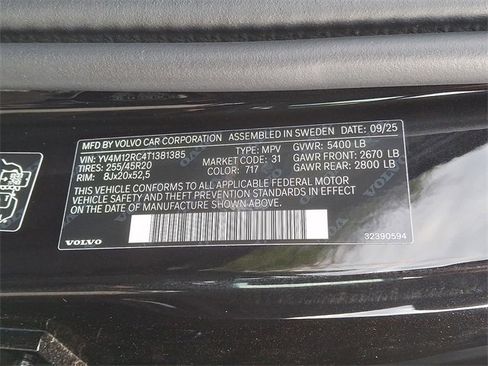 MFD BY VOLVO CAR CORPORATION ASSEMBLED IN SWEDEN DATE: 09/25
VIN: YV4M12RC4T1381385 TYPE: MPV GVWR: 5400 LB
TIRES: 255/45R20 MARKET CODE: 31 GAWR FRONT: 2670 LB
RIM: 8Jx20x52,5 COLOR: 717 GAWR REAR: 2800 LB
THIS VEHICLE CONFORMS TO ALL APPLICABLE FEDERAL MOTOR
VEHICLE SAFETY AND THEFT PREVENTION STANDARDS IN EFFECT
ON THE DATE OF MANUFACTURE SHOWN ABOVE.
VOLVO 32390594